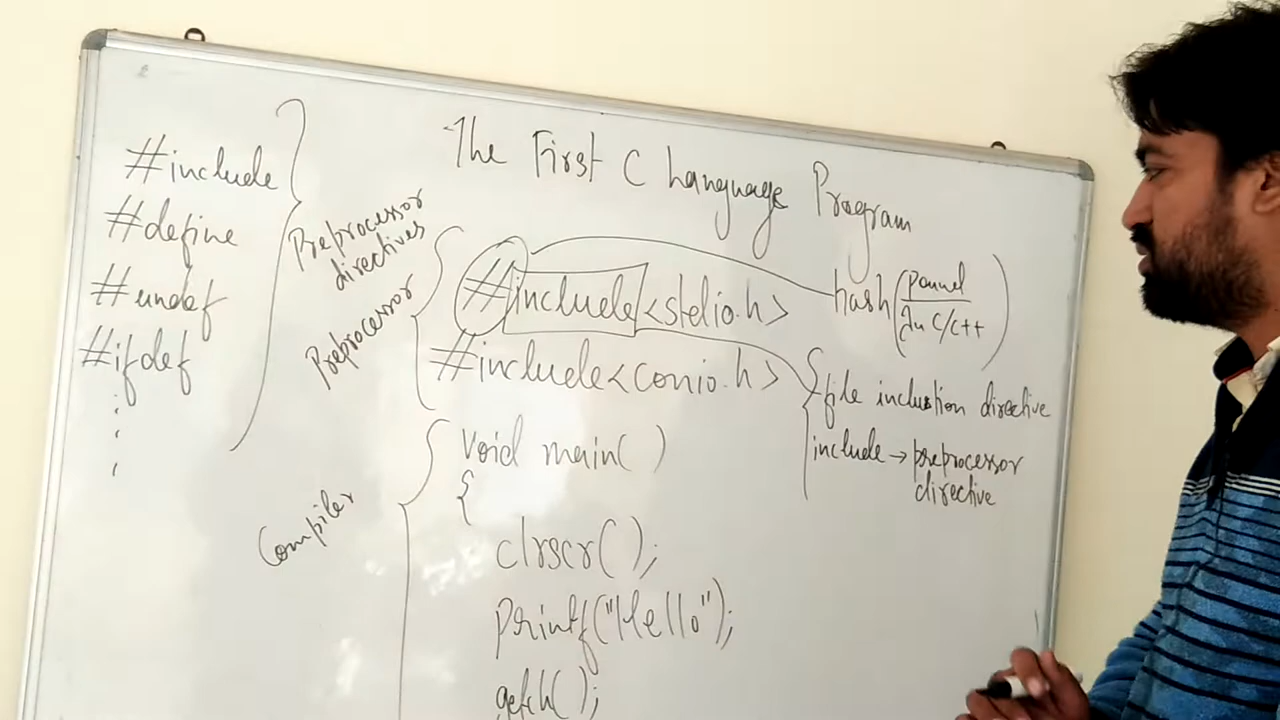 The First C Language Program
#include
#define
#undef
#ifdef
Preprocessor
directives
Preprocessor
#include<stdio.h>
#include<conio.h>
hash (pound
in C/C++)
{file inclusion directive
include → preprocessor
directive
Compiler
void main( )
{
clrscr( );
printf("Hello");
getch( );